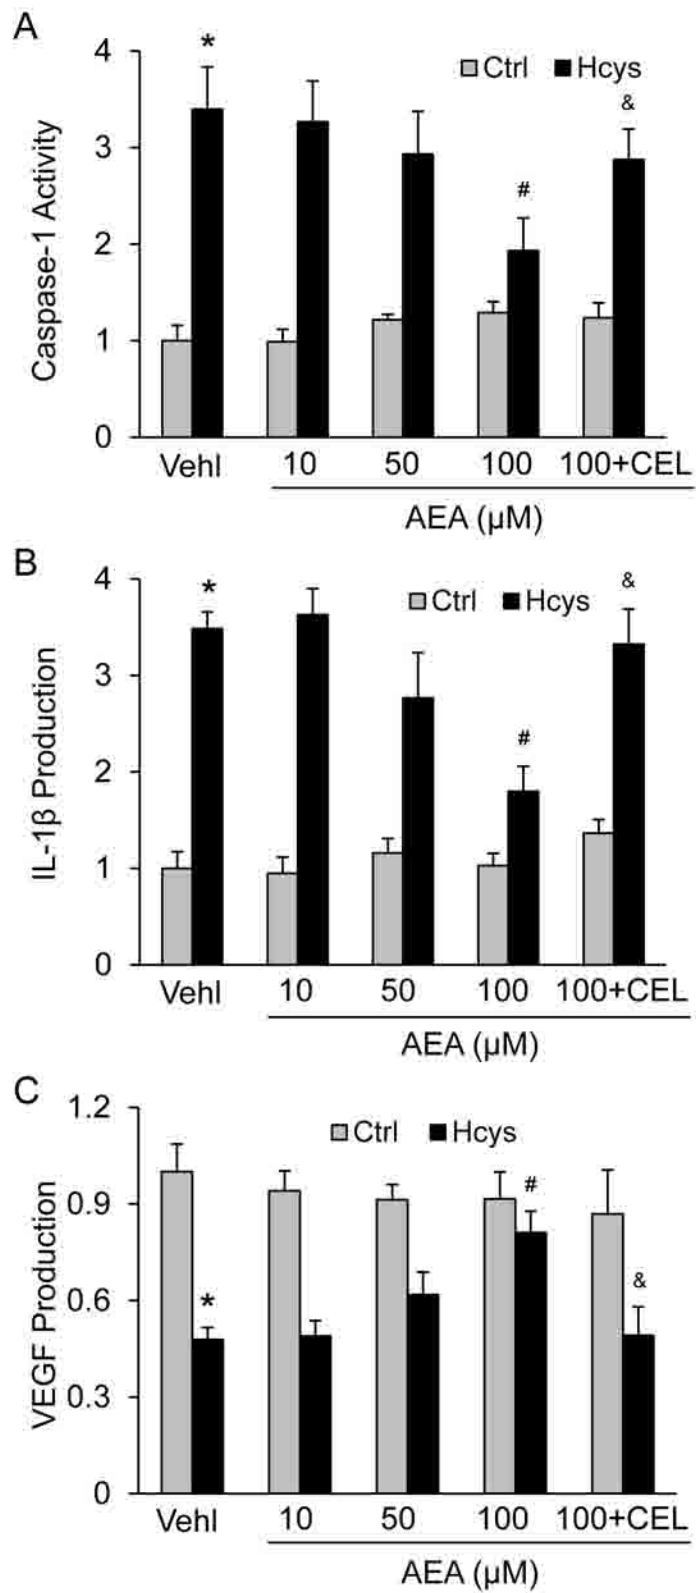 A
4
*
Ctrl Hcys
&
3
#
2
1
0
Caspase-1 Activity
Vehl 10 50 100 100+CEL
AEA (µM)
B
4
*
&
Ctrl Hcys
3
#
2
1
0
IL-1β Production
Vehl 10 50 100 100+CEL
AEA (µM)
C
1.2
Ctrl Hcys
#
0.9
*
&
0.6
0.3
0
VEGF Production
Vehl 10 50 100 100+CEL
AEA (µM)